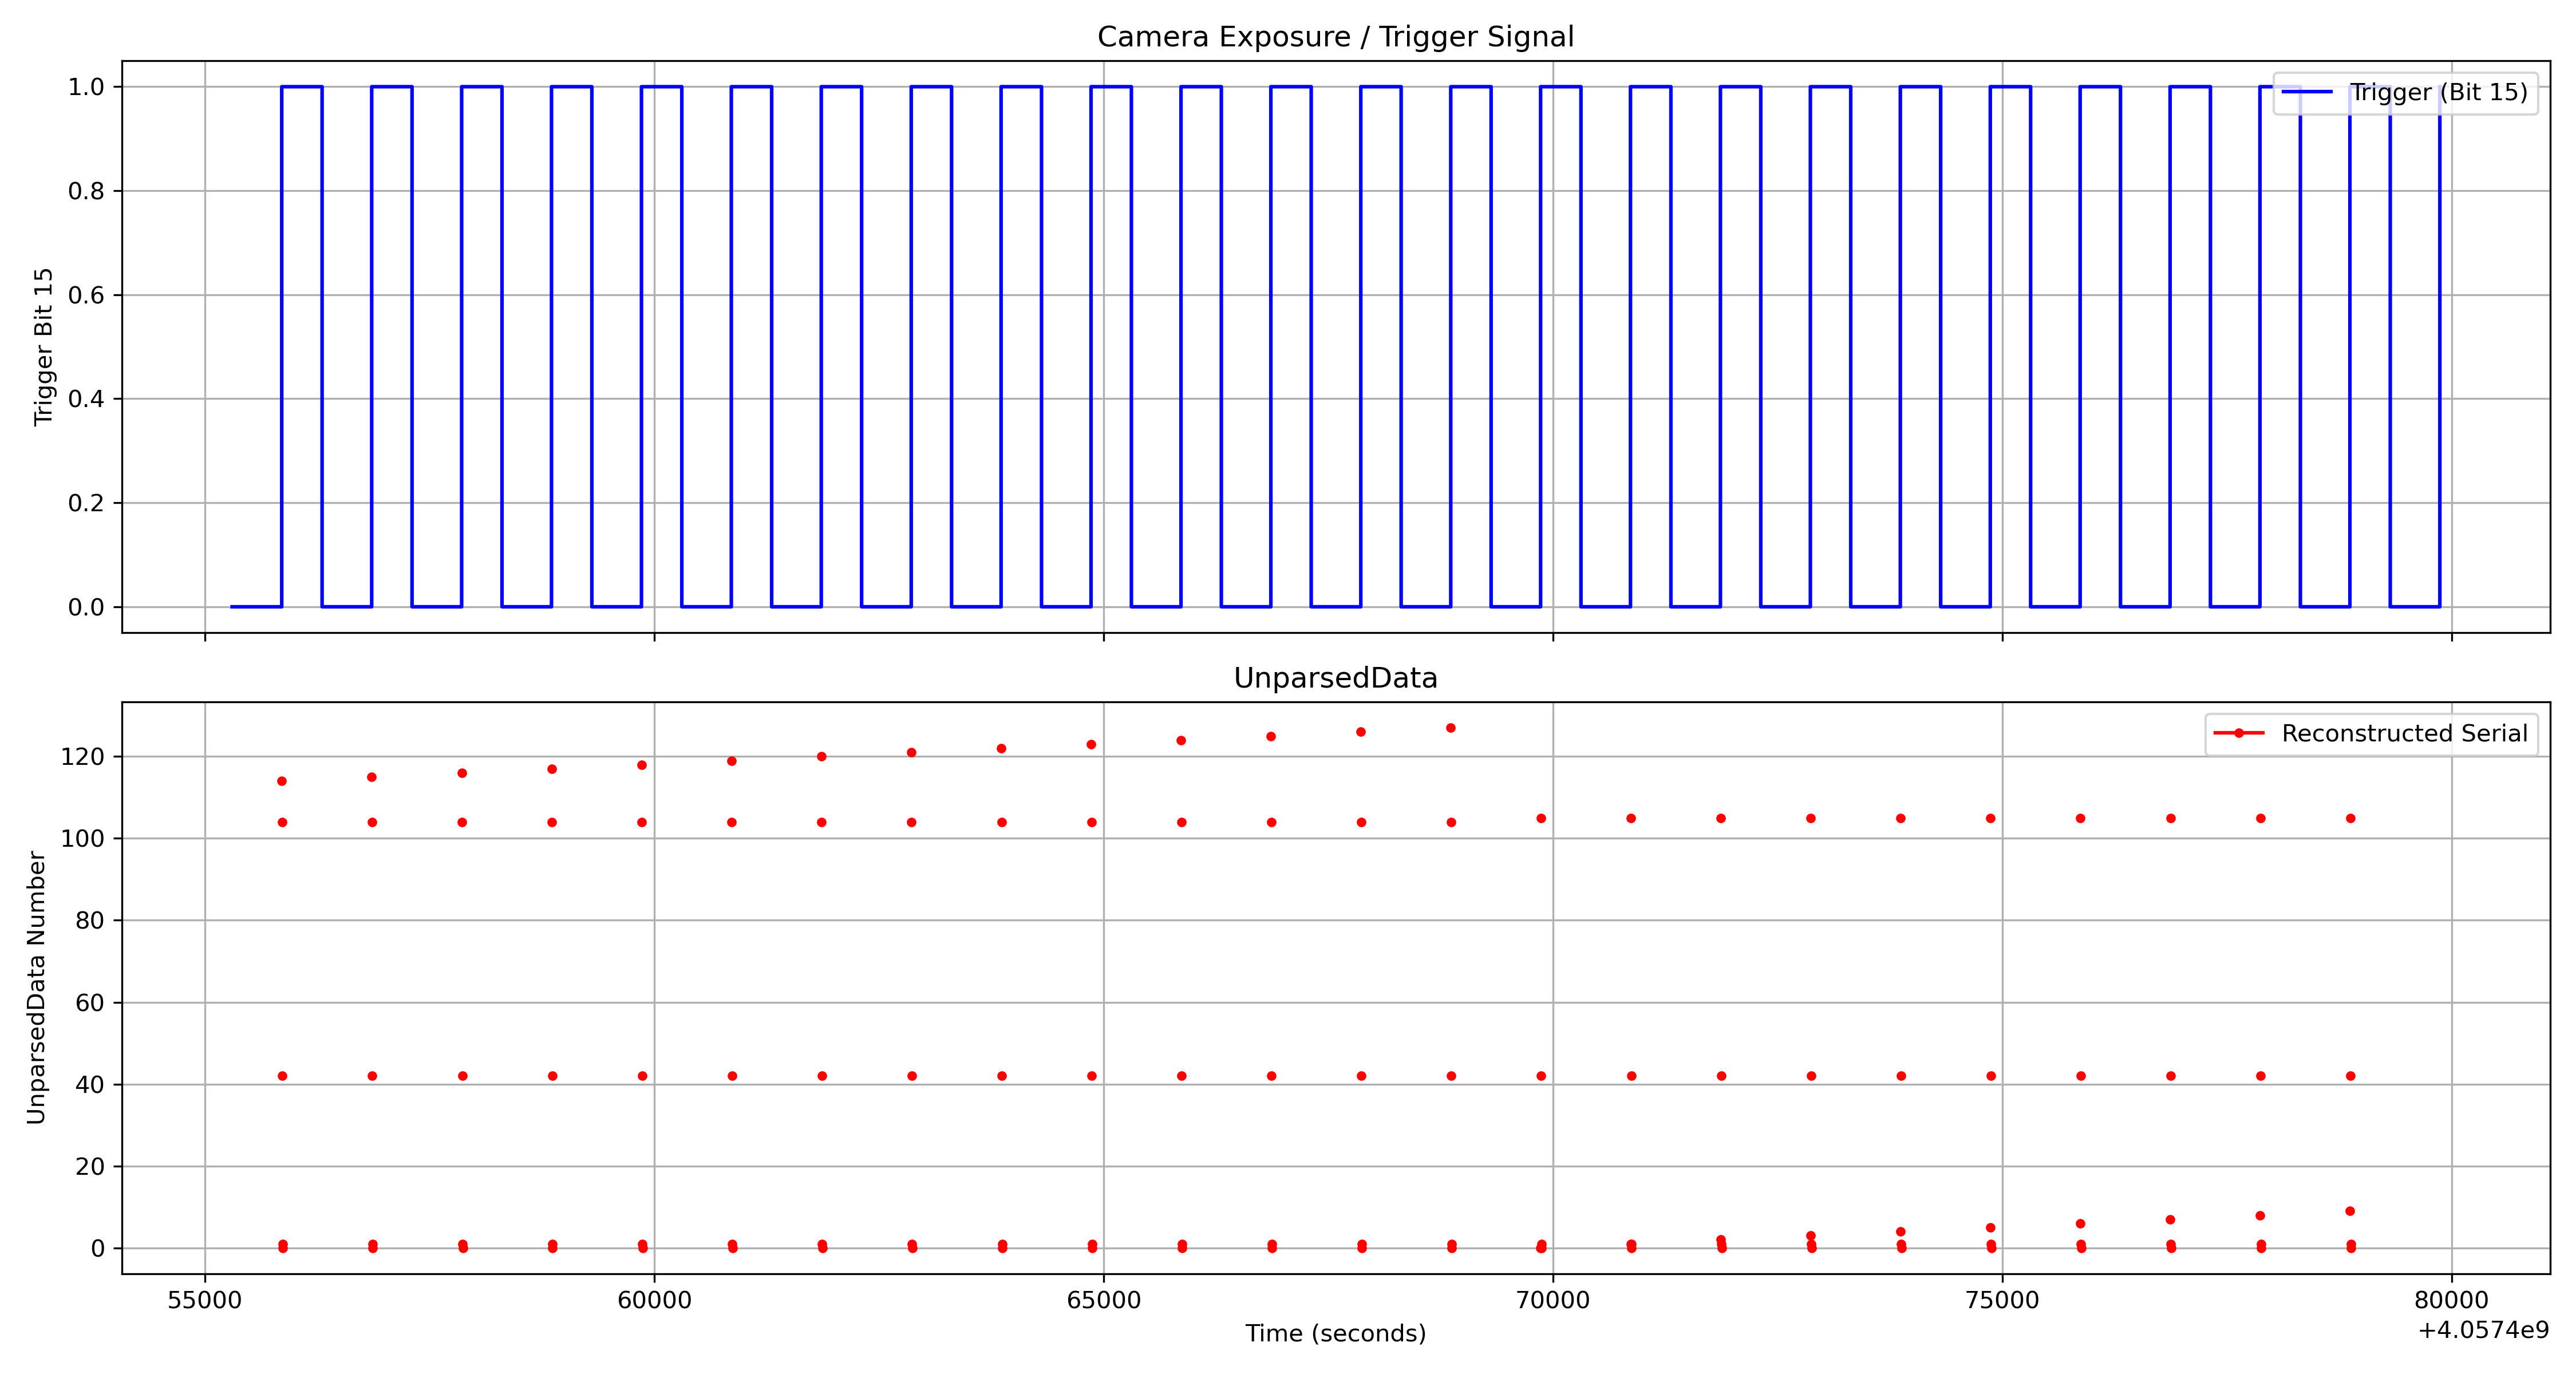 Camera Exposure / Trigger Signal
1.0
0.8
0.6
0.4
0.2
0.0
Trigger Bit 15
Trigger (Bit 15)
UnparsedData
120
100
80
60
40
20
0
UnparsedData Number
Reconstructed Serial
55000 60000 65000 70000 75000 80000
Time (seconds)
+4.0574e9